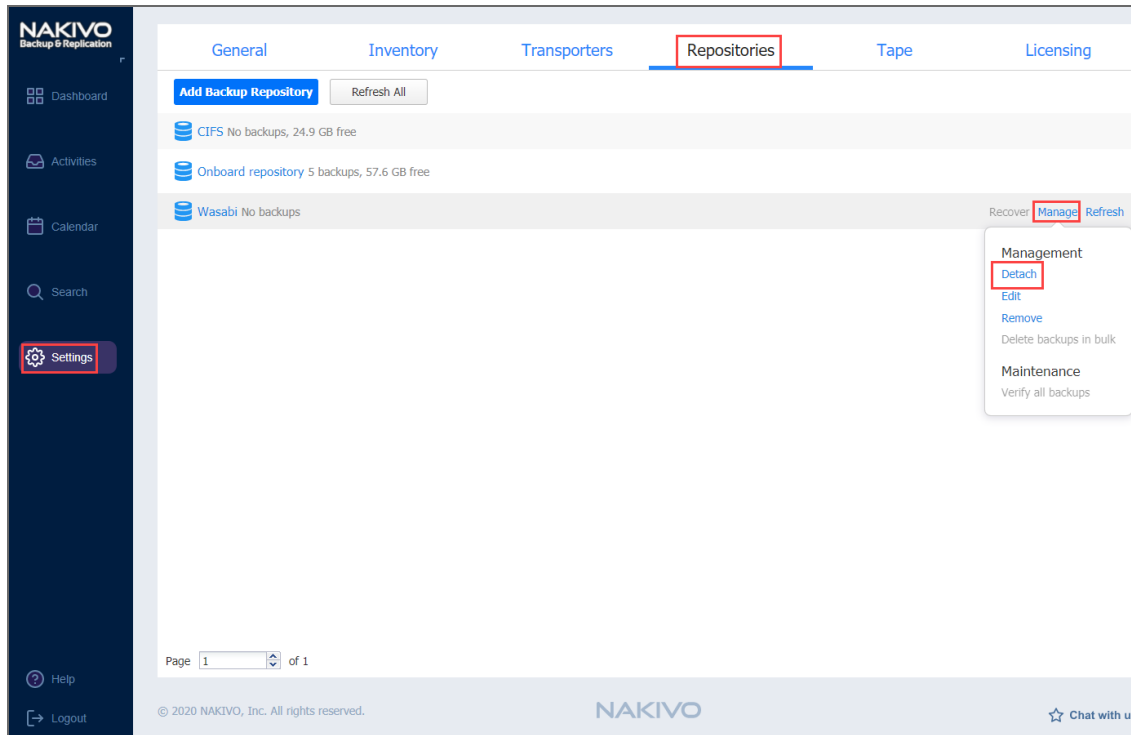 NAKIVO
Backup & Replication
General Inventory Transporters Repositories Tape Licensing
Add Backup Repository Refresh All
Dashboard
CIFS No backups, 24.9 GB free
Activities
Onboard repository 5 backups, 57.6 GB free
Wasabi No backups Recover Manage Refresh
Calendar
Management
Detach
Search
Edit
Remove
Delete backups in bulk
Settings
Maintenance
Verify all backups
Page 1 of 1
Help
© 2020 NAKIVO, Inc. All rights reserved. NAKIVO Chat with u
Logout